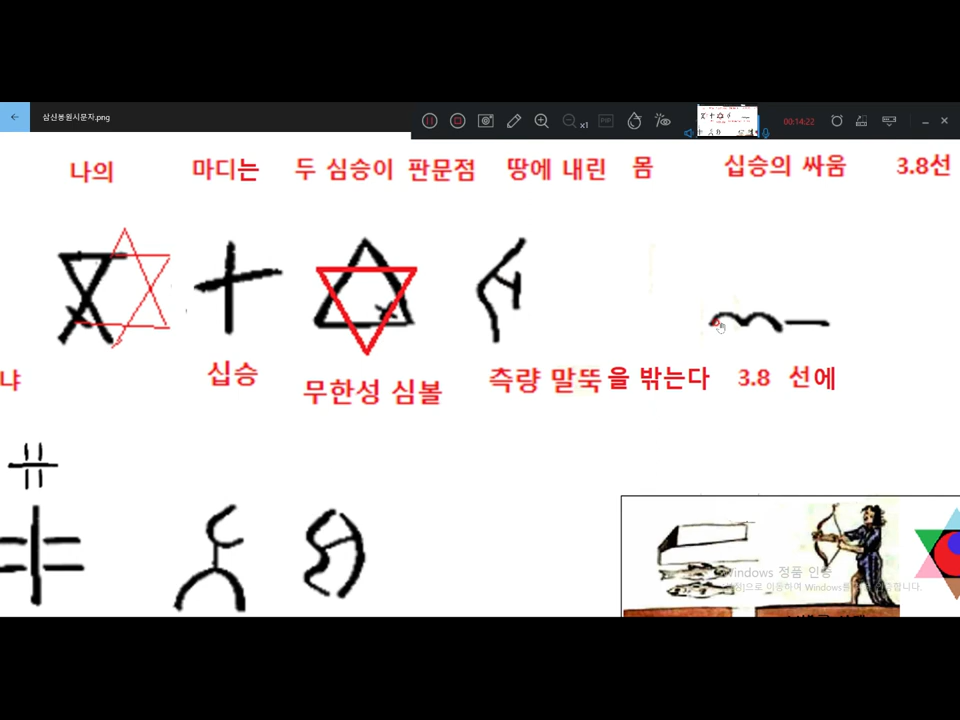 삼신봉원시문자.png
x1
00:14:22
나의 마디는 두 심승이 판문점 땅에 내린 몸 십승의 싸움 3.8선
냐 십승 무한성 심볼 측량 말뚝을 밖는다 3.8 선에
Windows 정품 인증